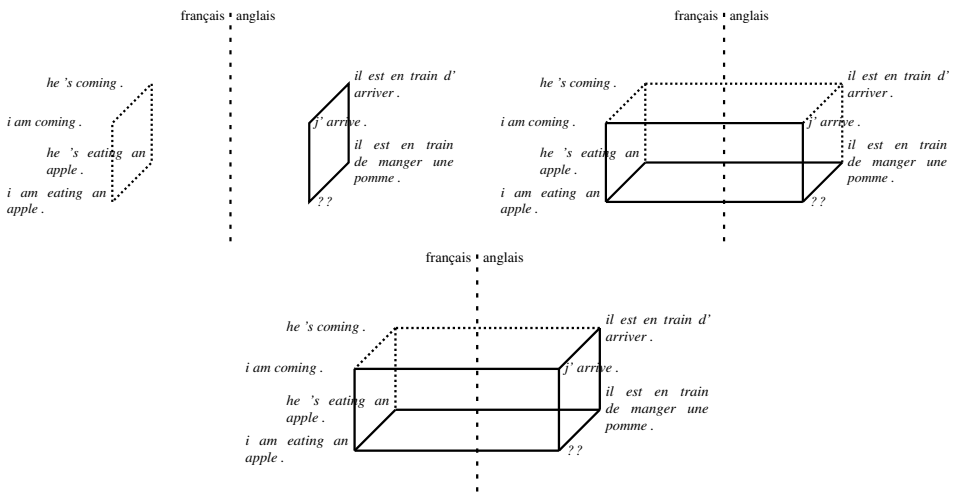 français anglais
he 's coming .
i am coming .
he 's eating an
apple .
i am eating an
apple .
il est en train d'
arriver .
j' arrive .
il est en train
de manger une
pomme .
??
français anglais
he 's coming .
i am coming .
he 's eating an
apple .
i am eating an
apple .
il est en train d'
arriver .
j' arrive .
il est en train
de manger une
pomme .
??
français anglais
he 's coming .
i am coming .
he 's eating an
apple .
i am eating an
apple .
il est en train d'
arriver .
j' arrive .
il est en train
de manger une
pomme .
??